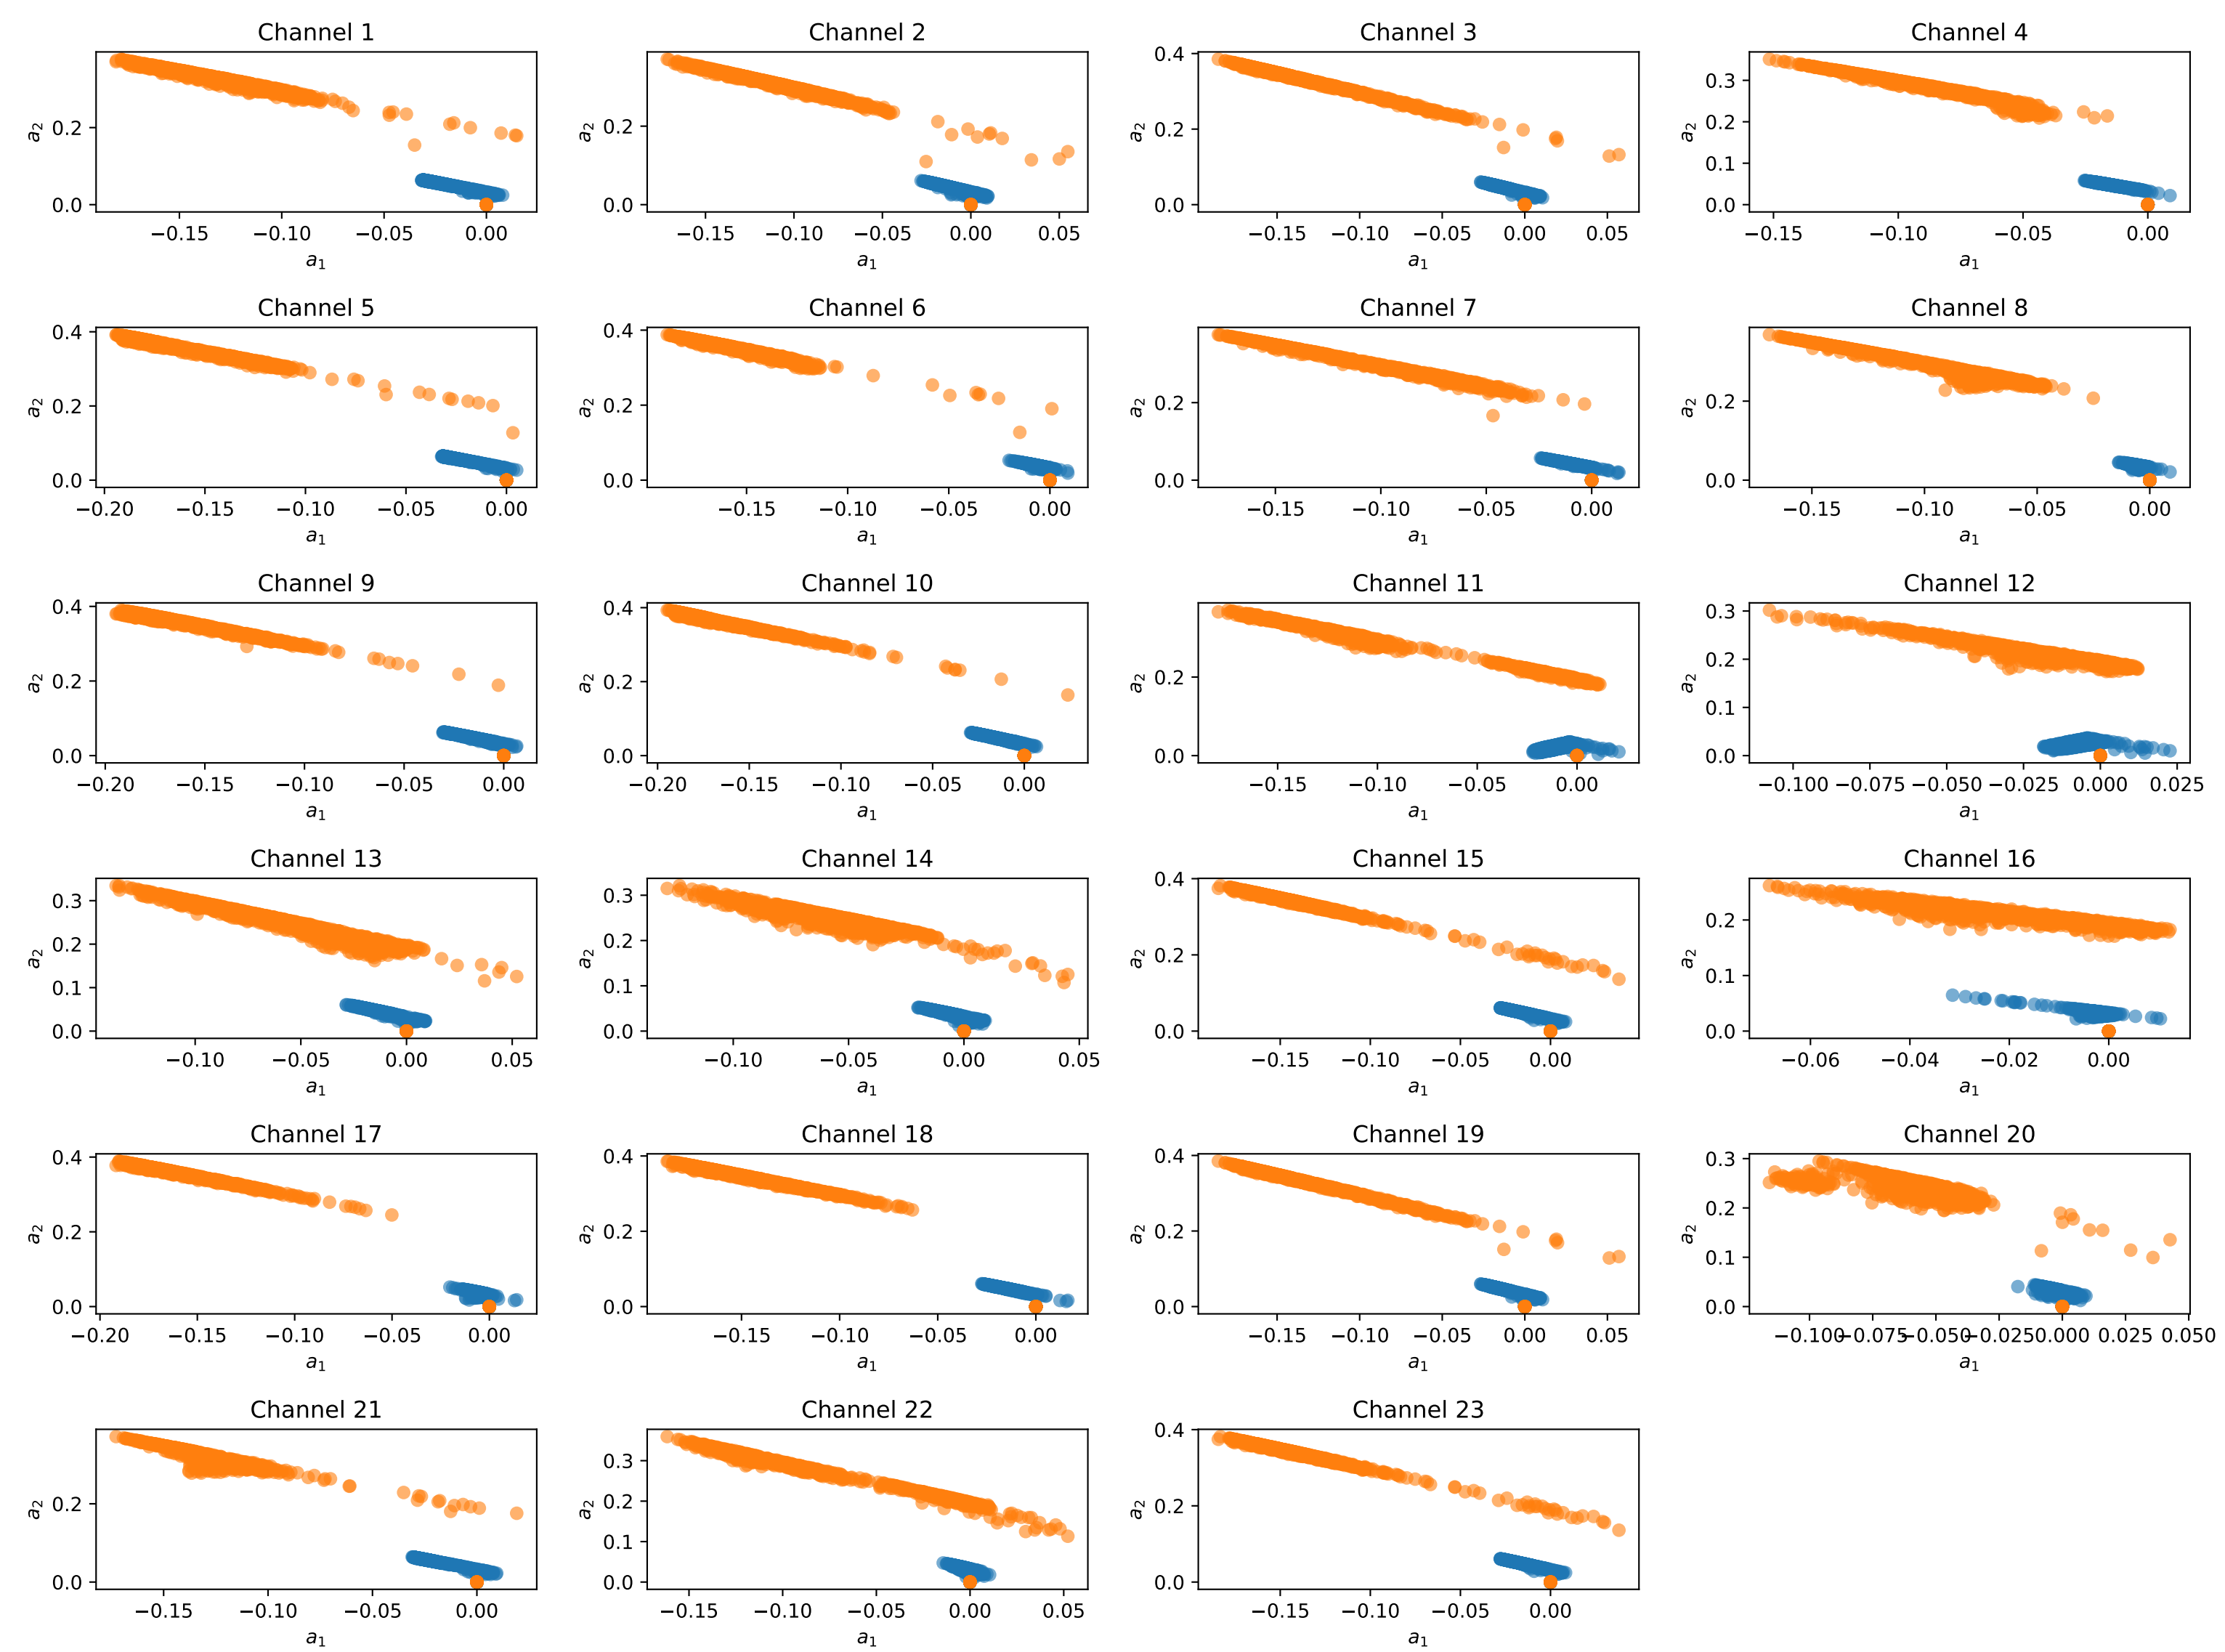 Channel 1 Channel 2 Channel 3 Channel 4
0.2 0.2 0.4 0.3
0.2 0.2
0.1
0.0 0.0 0.0 0.0
a2 a2 a2 a2
−0.15 −0.10 −0.05 0.00 −0.15 −0.10 −0.05 0.00 0.05 −0.15 −0.10 −0.05 0.00 0.05 −0.15 −0.10 −0.05 0.00
a1 a1 a1 a1
Channel 5 Channel 6 Channel 7 Channel 8
0.4 0.4
0.2 0.2 0.2 0.2
0.0 0.0 0.0 0.0
a2 a2 a2 a2
−0.20 −0.15 −0.10 −0.05 0.00 −0.15 −0.10 −0.05 0.00 −0.15 −0.10 −0.05 0.00 −0.15 −0.10 −0.05 0.00
a1 a1 a1 a1
Channel 9 Channel 10 Channel 11 Channel 12
0.4 0.4 0.3
0.2 0.2 0.2 0.2
0.1
0.0 0.0 0.0 0.0
a2 a2 a2 a2
−0.20 −0.15 −0.10 −0.05 0.00 −0.20 −0.15 −0.10 −0.05 0.00 −0.15 −0.10 −0.05 0.00 −0.100 −0.075 −0.050 −0.025 0.000 0.025
a1 a1 a1 a1
Channel 13 Channel 14 Channel 15 Channel 16
0.3 0.3 0.4
0.2 0.2 0.2 0.2
0.1 0.1 0.1
0.0 0.0 0.0 0.0
a2 a2 a2 a2
−0.10 −0.05 0.00 0.05 −0.10 −0.05 0.00 0.05 −0.15 −0.10 −0.05 0.00 −0.06 −0.04 −0.02 0.00
a1 a1 a1 a1
Channel 17 Channel 18 Channel 19 Channel 20
0.4 0.4 0.4 0.3
0.2 0.2 0.2 0.2
0.1
0.0 0.0 0.0 0.0
a2 a2 a2 a2
−0.20 −0.15 −0.10 −0.05 0.00 −0.15 −0.10 −0.05 0.00 −0.15 −0.10 −0.05 0.00 0.05 −0.100 −0.075 −0.050 −0.025 0.000 0.025 0.050
a1 a1 a1 a1
Channel 21 Channel 22 Channel 23
0.3 0.4
0.2 0.2 0.2
0.1
0.0 0.0 0.0
a2 a2 a2
−0.15 −0.10 −0.05 0.00 −0.15 −0.10 −0.05 0.00 0.05 −0.15 −0.10 −0.05 0.00
a1 a1 a1